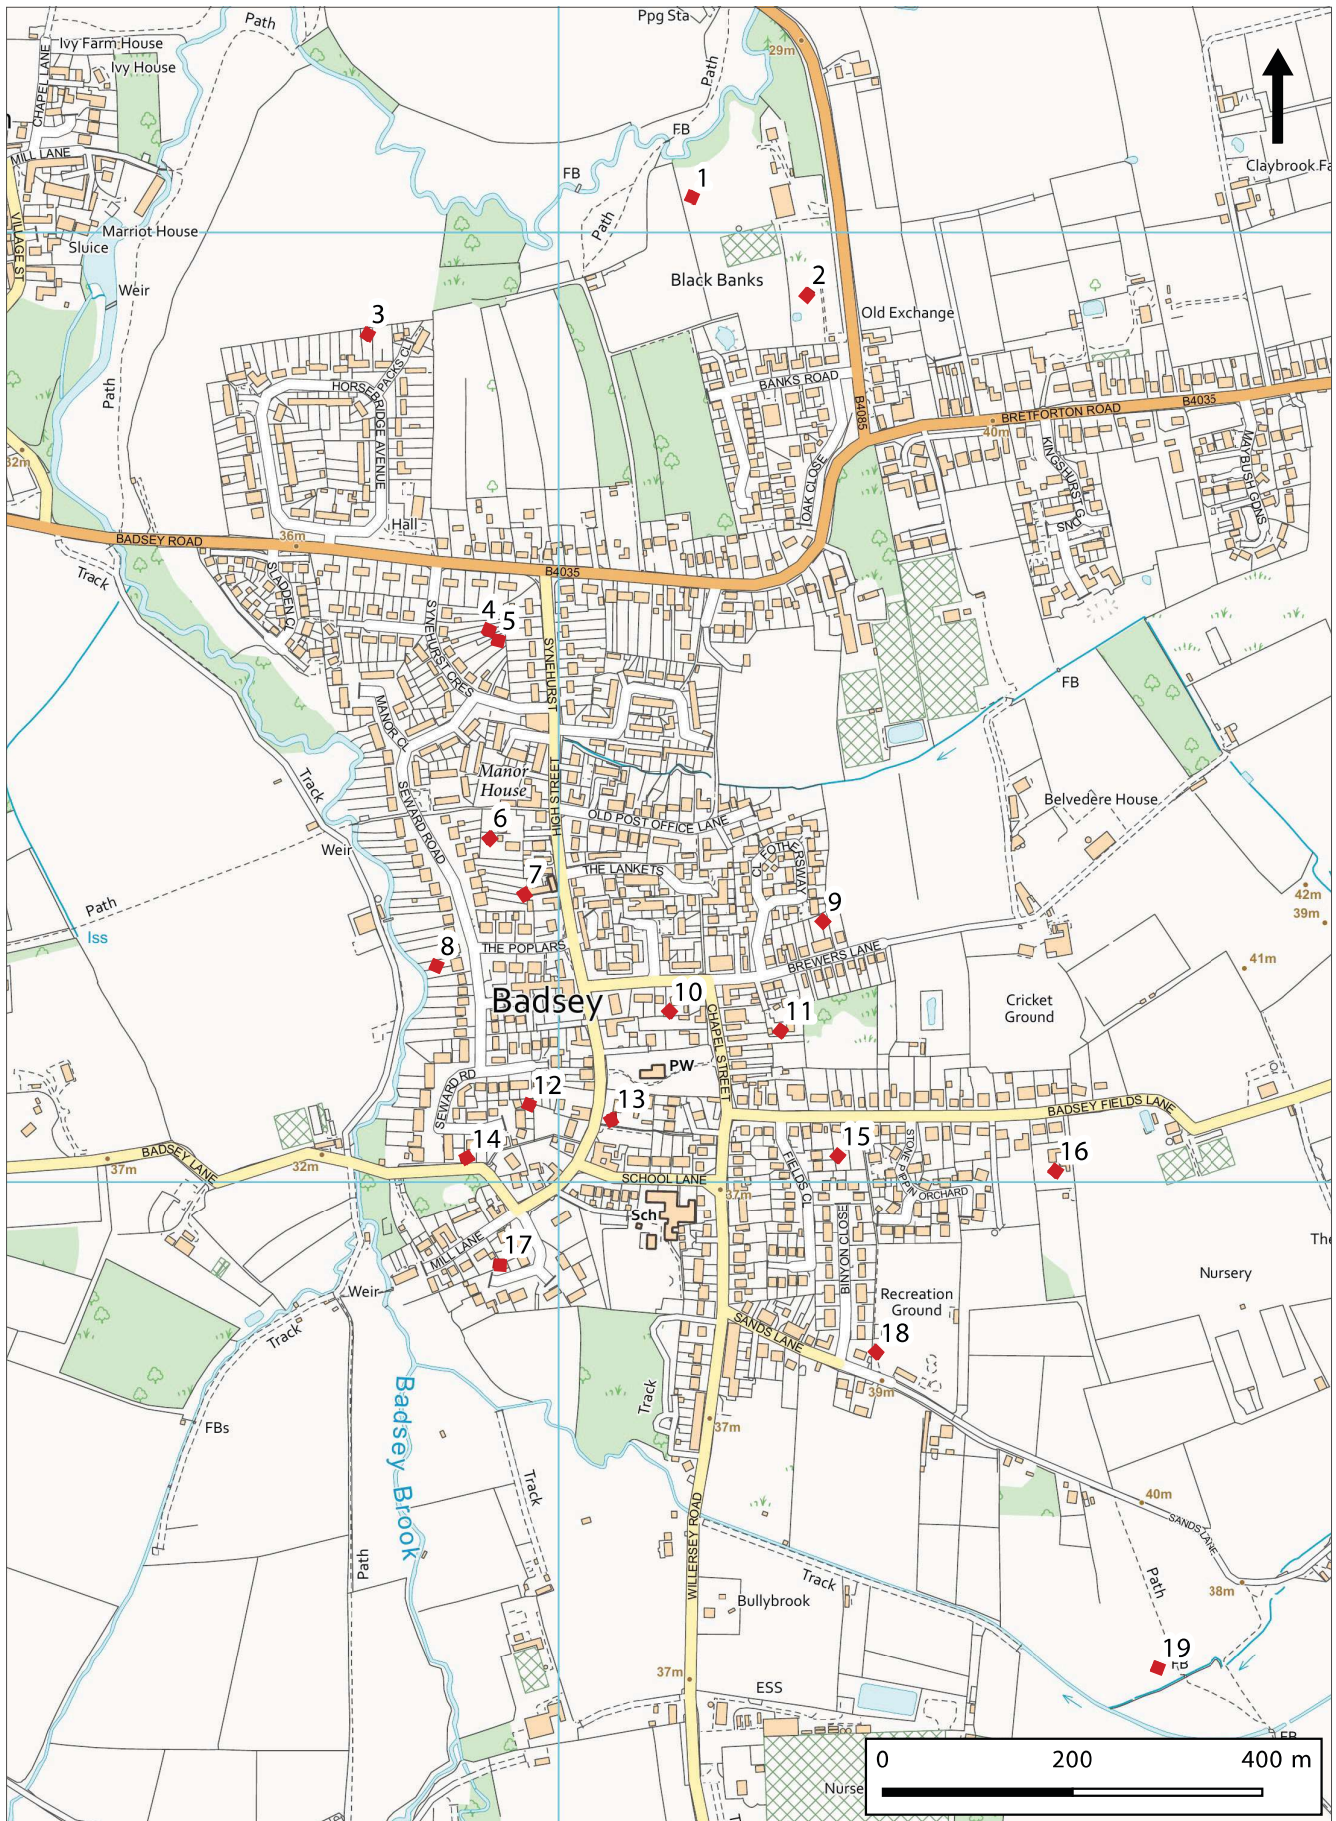 Ppg Sta
Path
Ivy Farm House
Ivy House
CHAPEL LANE
29m
Path
FB
FB
MILL LANE
Claybrook Fa
1
VILLAGE ST
Marriot House
Sluice
Path
Weir
Black Banks
2
Old Exchange
3
HORSEBRIDGE AVENUE
PACKS CL
Path
BANKS ROAD
B4085
BRETFORTON ROAD
B4035
40m
32m
OAK CLOSE
KINGSHURST GDNS
MAYBUSH GDNS
Hall
BADSEY ROAD
36m
B4035
Track
SLADDEN CL
SYNEHURST CRES
4
5
SYNEHURST
MANOR CL
FB
Track
Manor
House
HIGH STREET
SEWARD ROAD
Belvedere House
6
OLD POST OFFICE LANE
Weir
FOTHERSWAY CL
THE LANKETS
7
Path
Iss
42m
39m
9
8
THE POPLARS
BREWERS LANE
41m
Badsey
10
11
CHAPEL STREET
Cricket
Ground
PW
SEWARD RD
12
13
BADSEY FIELDS LANE
14
15
STONE PIPPIN ORCHARD
16
BADSEY LANE
37m
32m
FIELDS CL
SCHOOL LANE
37m
Sch
BINYON CLOSE
MILL LANE
17
The
Nursery
Weir
Recreation
Ground
Track
SANDS LANE
18
39m
Badsey Brook
Track
FBs
37m
Track
40m
SANDS LANE
WILLERSEY ROAD
Path
Track
Path
Bullybrook
38m
19
FB
37m
ESS
FB
Nurse
T
0
200
400 m